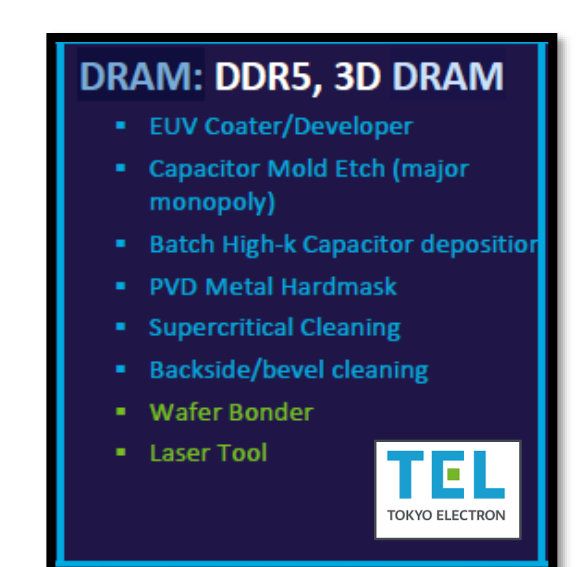 DRAM: DDR5, 3D DRAM
▪ EUV Coater/Developer
▪ Capacitor Mold Etch (major
monopoly)
▪ Batch High-k Capacitor deposition
▪ PVD Metal Hardmask
▪ Supercritical Cleaning
▪ Backside/bevel cleaning
▪ Wafer Bonder
▪ Laser Tool
TEL
TOKYO ELECTRON